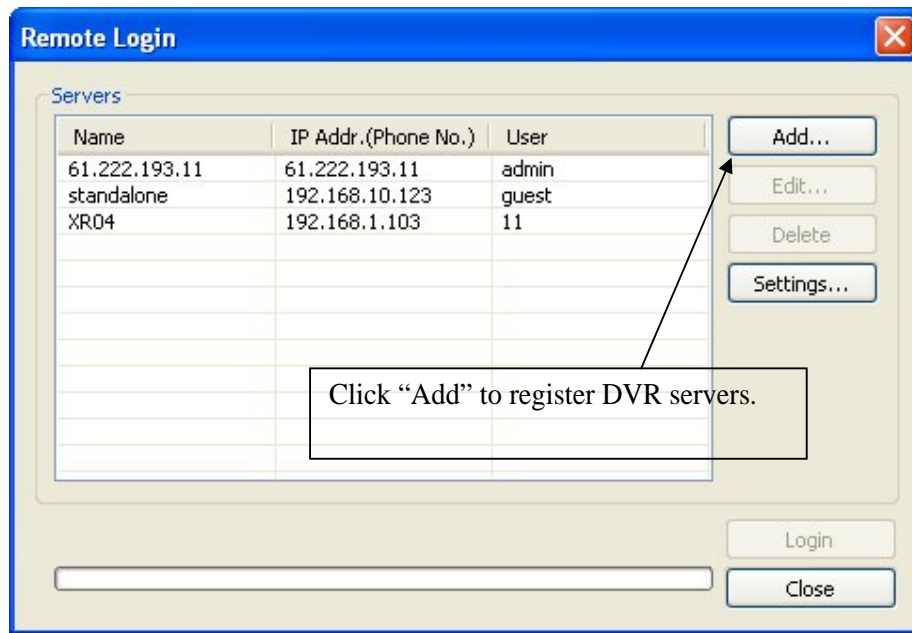 Remote Login
Servers
Name IP Addr.(Phone No.) User
61.222.193.11 61.222.193.11 admin
standalone 192.168.10.123 guest
XR04 192.168.1.103 11
Add...
Edit...
Delete
Settings...
Click “Add” to register DVR servers.
Login
Close